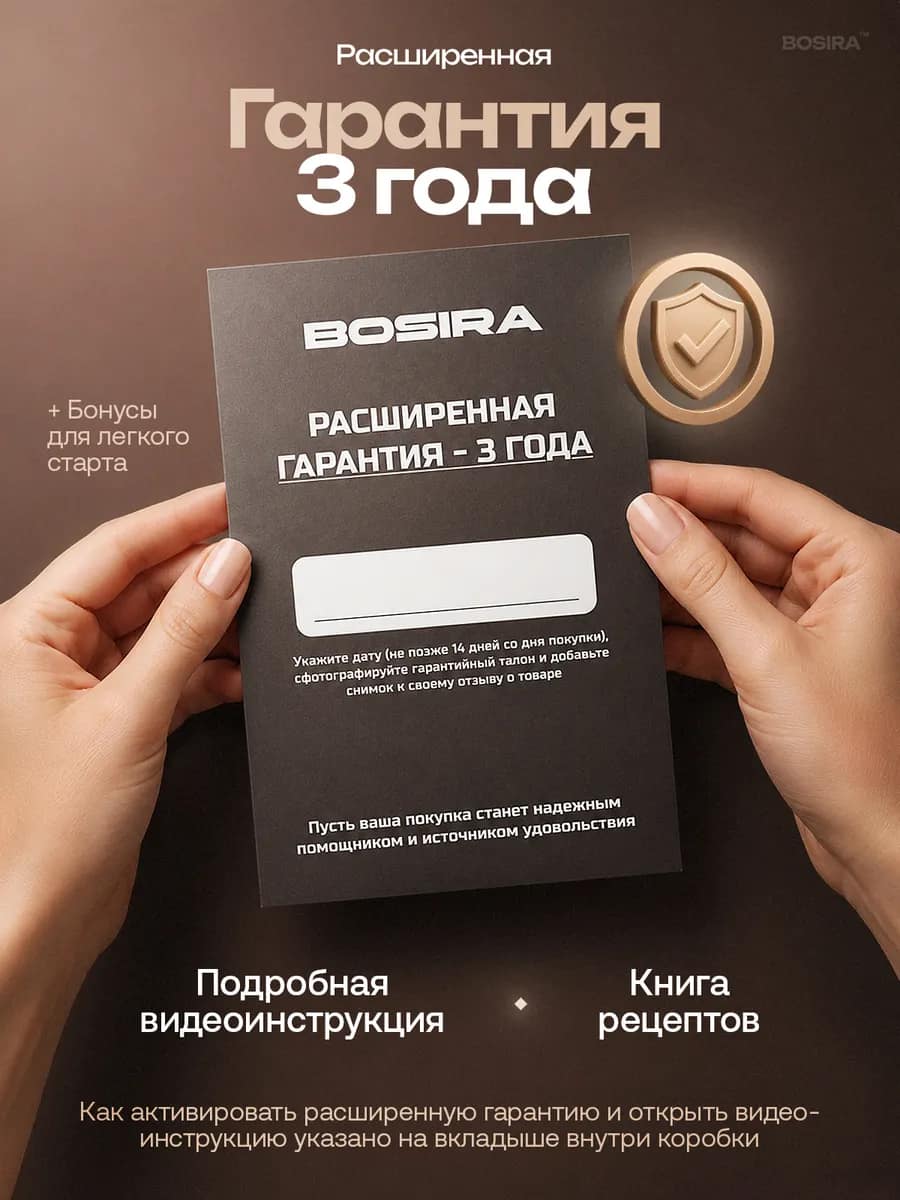 BOSIRA™
Расширенная
Гарантия
3 года
BOSIRA
РАСШИРЕННАЯ
ГАРАНТИЯ - 3 ГОДА
+ Бонусы
для легкого
старта
Укажите дату (не позже 14 дней со дня покупки),
сфотографируйте гарантийный талон и добавьте
снимок к своему отзыву о товаре
Пусть ваша покупка станет надежным
помощником и источником удовольствия
Подробная
видеоинструкция
Книга
рецептов
Как активировать расширенную гарантию и открыть видео-
инструкцию указано на вкладыше внутри коробки